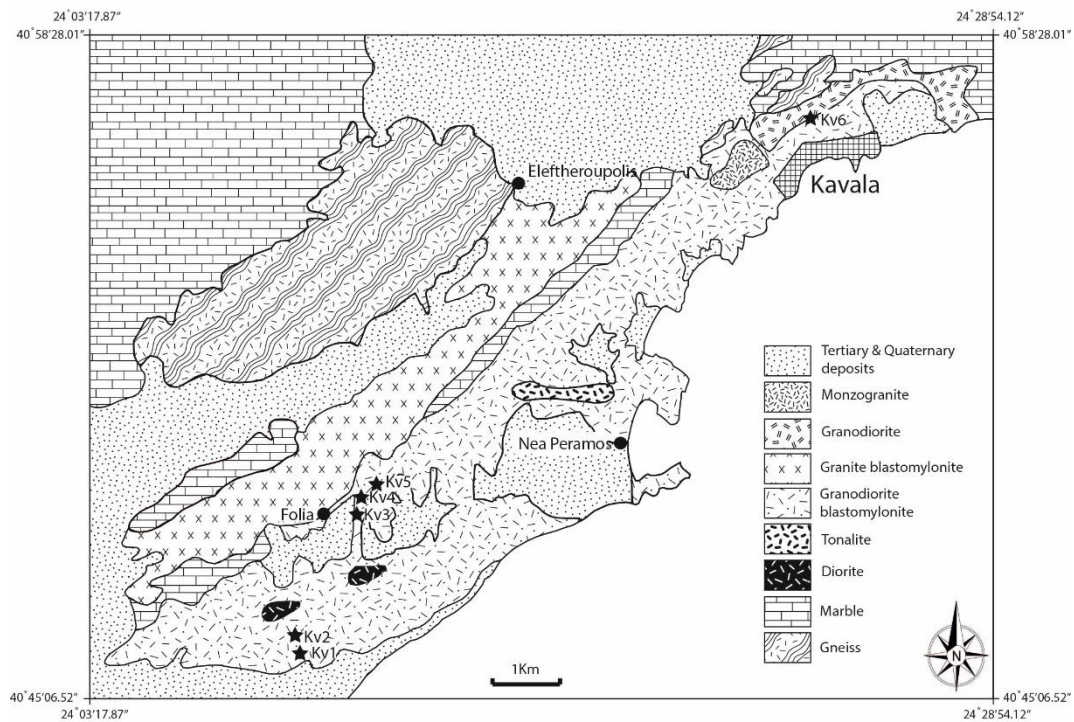 24°03′17.87″
24°28′54.12″
40°58′28.01″
40°58′28.01″
Kv6
Eleftheroupolis
Kavala
Tertiary & Quaternary
deposits
Monzogranite
Granodiorite
Nea Peramos
Granite blastomylonite
Kv5
Kv4
Folia
Kv3
Granodiorite
blastomylonite
Tonalite
Diorite
Marble
Kv2
Gneiss
Kv1
N
1Km
40°45′06.52″
40°45′06.52″
24°03′17.87″
24°28′54.12″